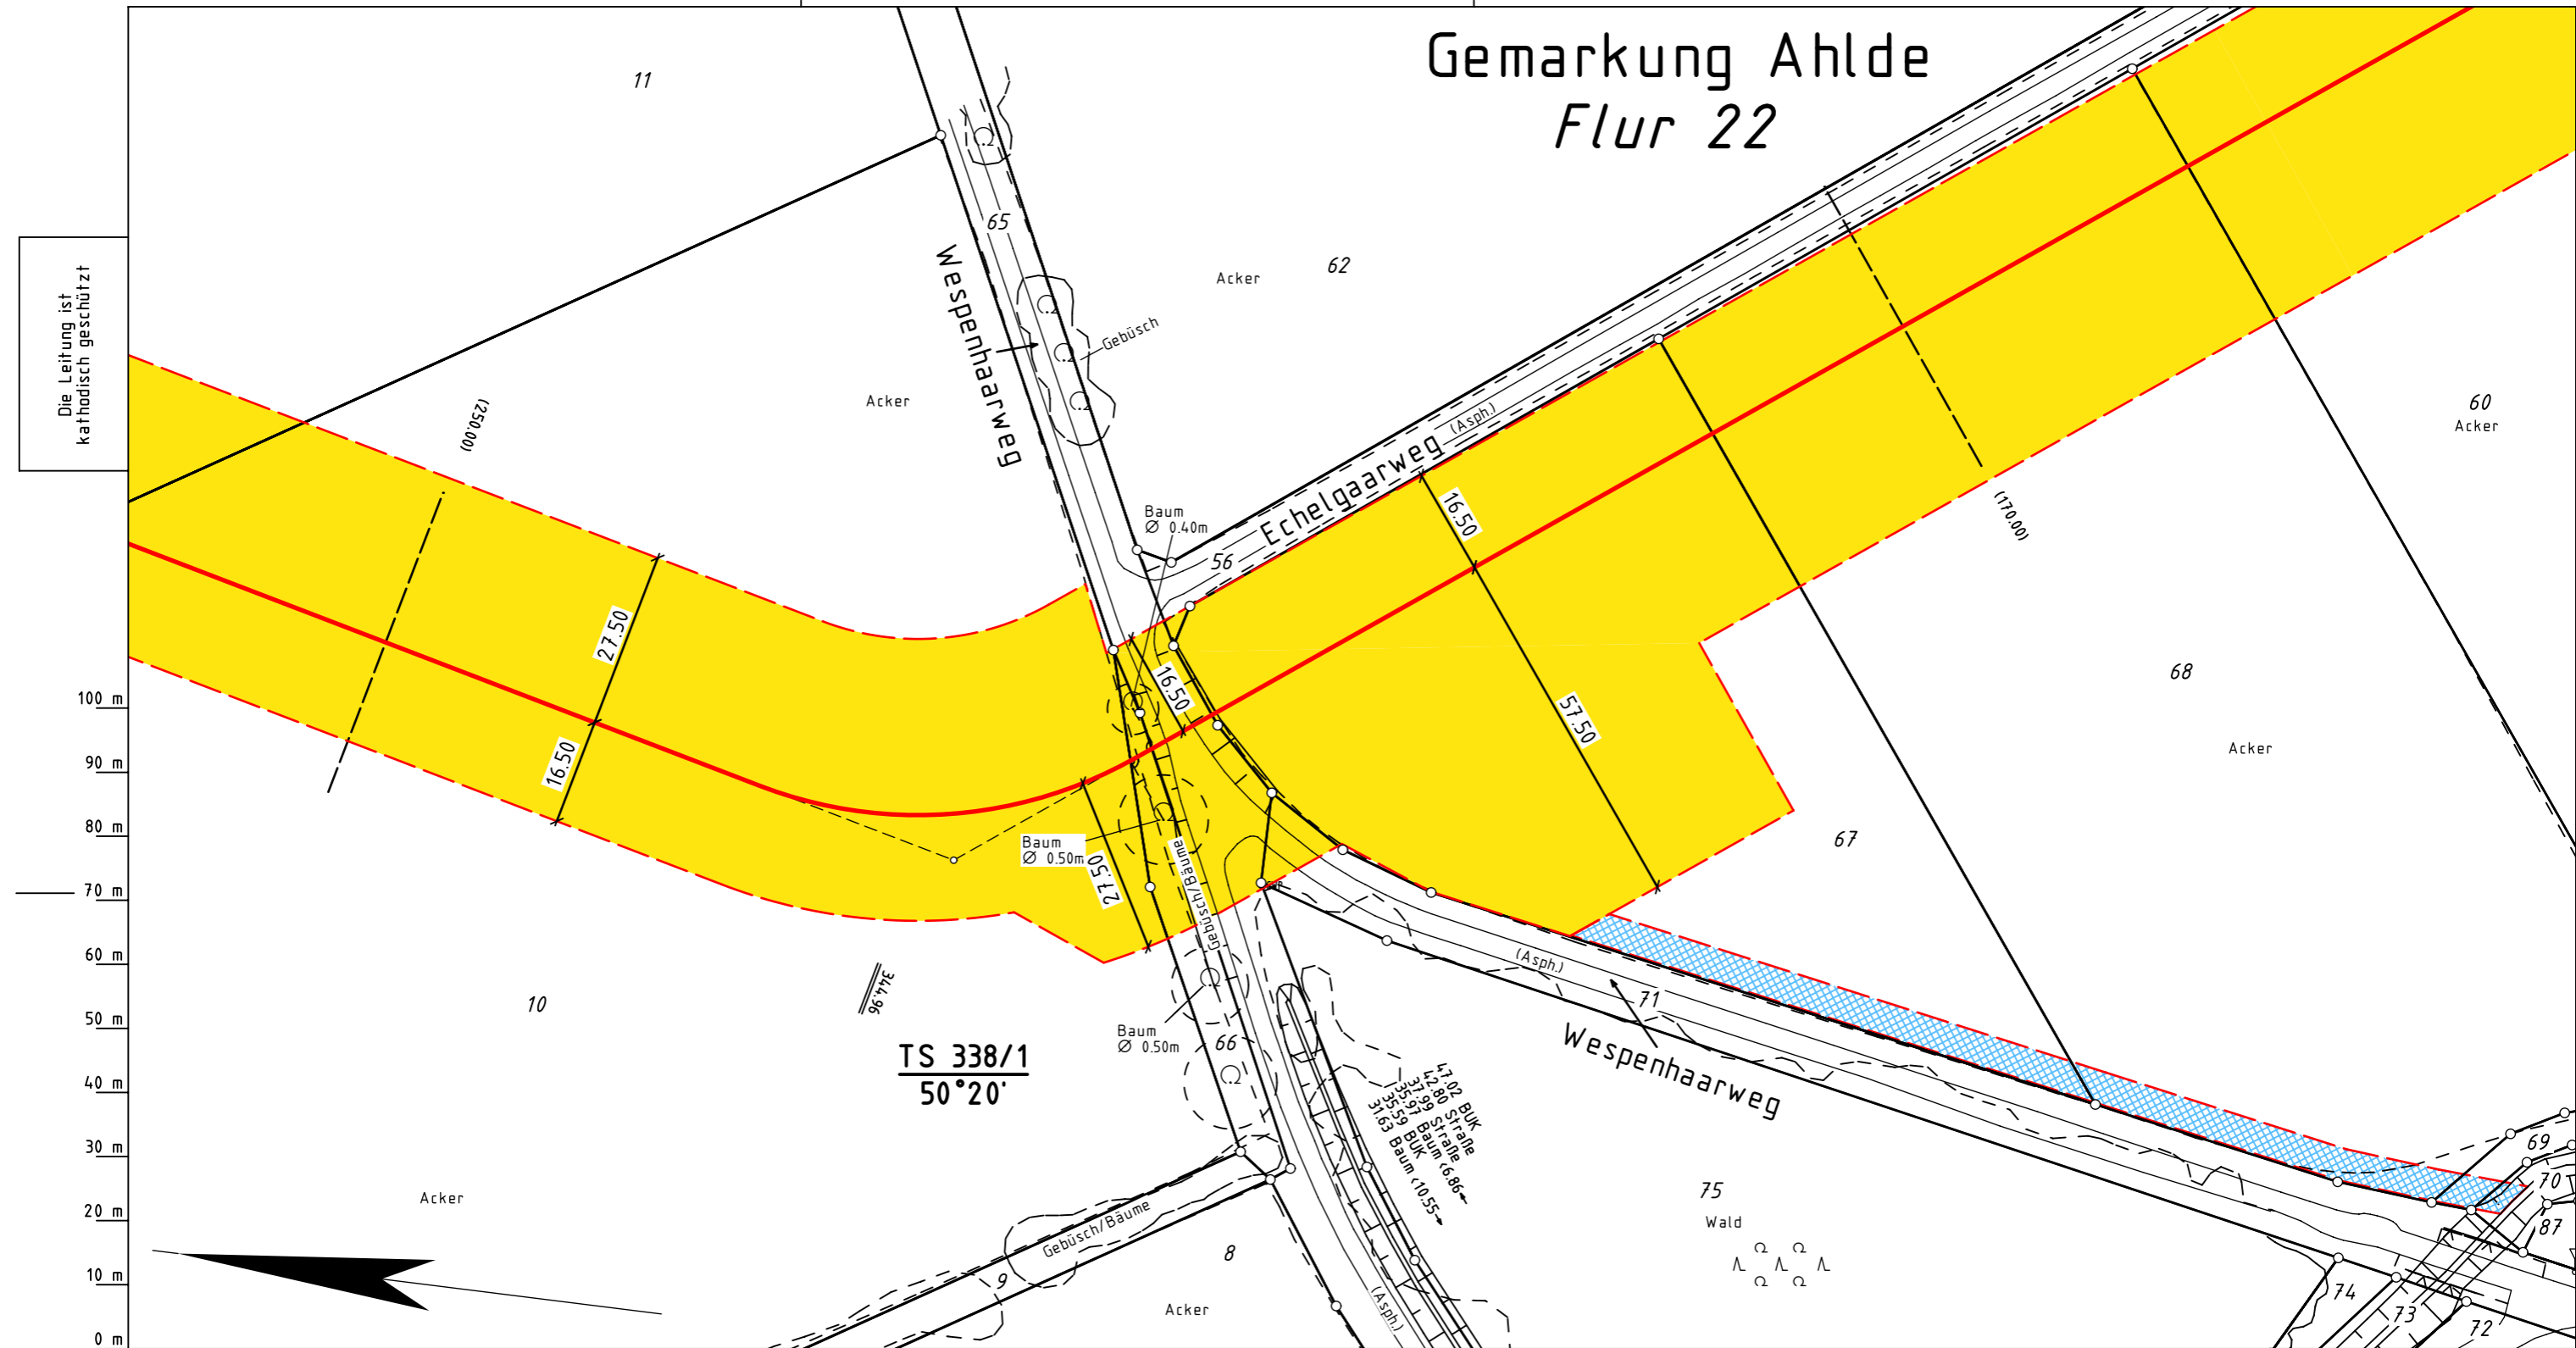 Gemarkung Ahlde
Flur 22
11
65
Wespenhaarweg
62
Acker
Gebüsch
Acker
Die Leitung ist
kathodisch geschützt
(250.00)
60
Acker
(Asph.)
Echelgaarweg
56
Baum
Ø 0.40m
16.50
(170.00)
27.50
16.50
16.50
57.50
68
Acker
67
Baum
Ø 0.50m
27.50
Gebüsch/Bäume
100 m
90 m
80 m
70 m
60 m
50 m
40 m
30 m
20 m
10 m
0 m
10
344.96
TS 338/1
50°20'
Baum
Ø 0.50m
66
(Asph.)
71
Wespenhaarweg
47.02 BUK
42.80 Straße
37.99 Straße
35.97 Baum (6.86
35.59 BUK
31.63 Baum (10.55
Acker
Gebüsch/Bäume
9
8
Acker
(Asph.)
75
Wald
69
70
87
74
73
72